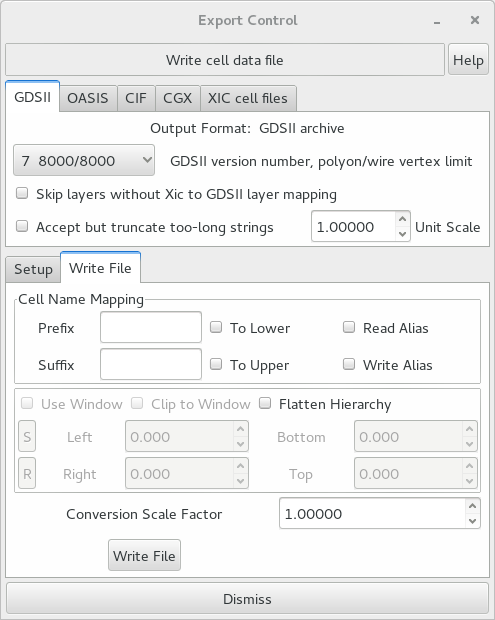 Export Control
Write cell data file Help
GDSII OASIS CIF CGX XIC cell files
Output Format: GDSII archive
7 8000/8000 GDSII version number, polyon/wire vertex limit
Skip layers without Xic to GDSII layer mapping
Accept but truncate too-long strings 1.00000 Unit Scale
Setup Write File
Cell Name Mapping
Prefix To Lower Read Alias
Suffix To Upper Write Alias
Use Window Clip to Window Flatten Hierarchy
S Left 0.000 Bottom 0.000
R Right 0.000 Top 0.000
Conversion Scale Factor 1.00000
Write File
Dismiss